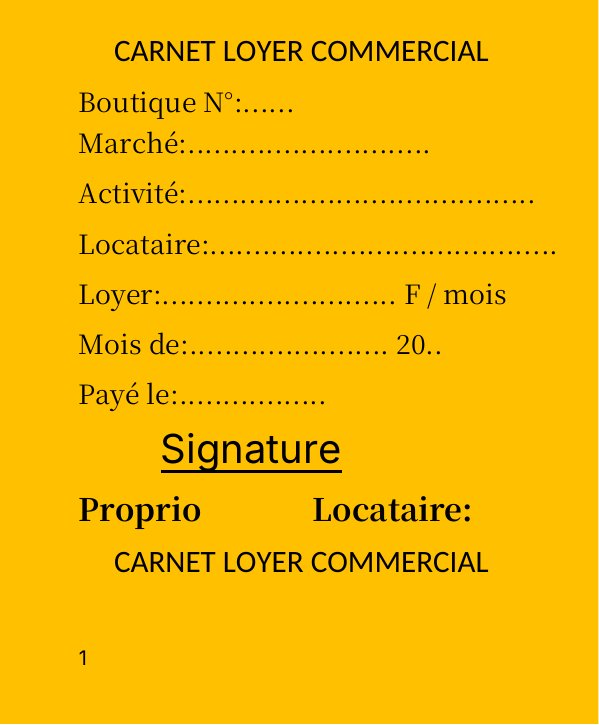 CARNET LOYER COMMERCIAL
Boutique N°:......
Marché:...........................
Activité:.......................................
Locataire:.......................................
Loyer:.......................... F / mois
Mois de:...................... 20..
Payé le:.................
Signature
Proprio Locataire:
CARNET LOYER COMMERCIAL
1